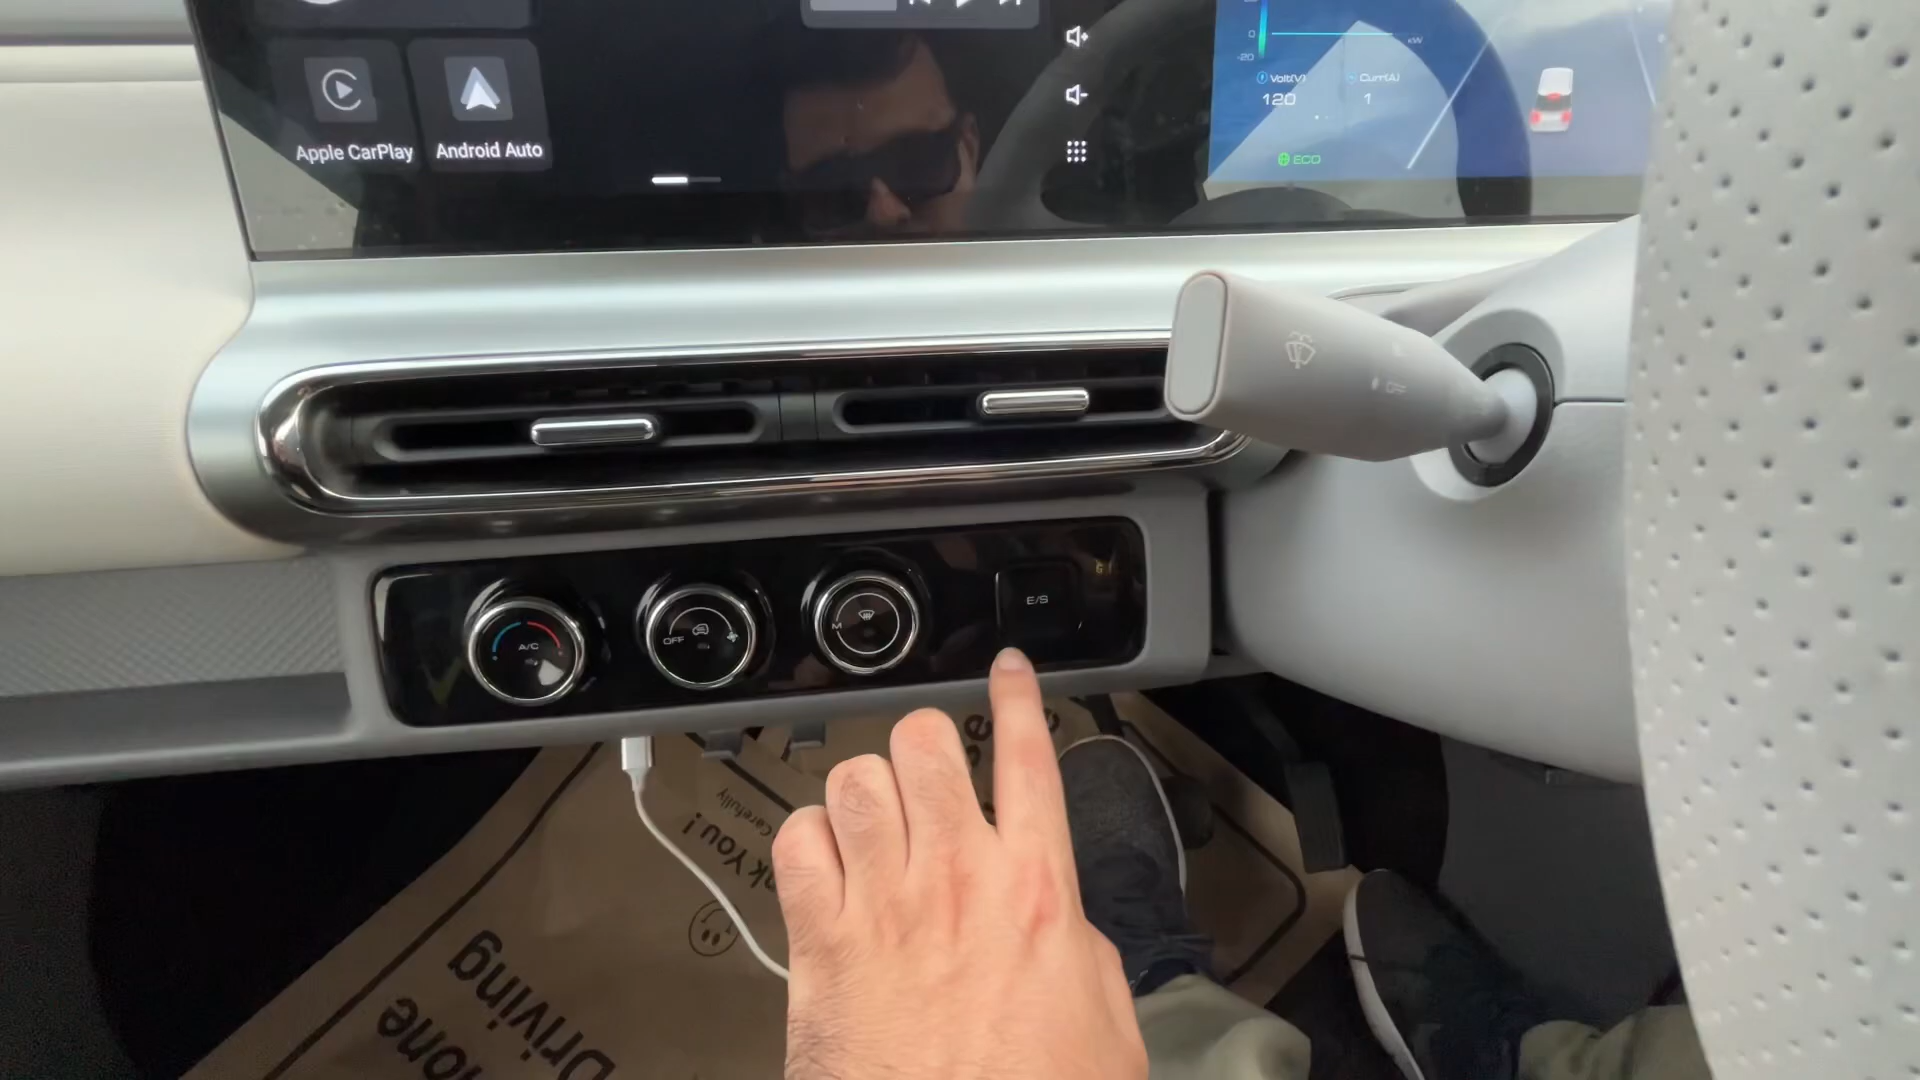 Apple CarPlay
Android Auto
0
-20
kW
Volt(V)
Curr(A)
120
1
ECO
OFF
A/C
OFF
M
E/S
You!
Carefully
Driving